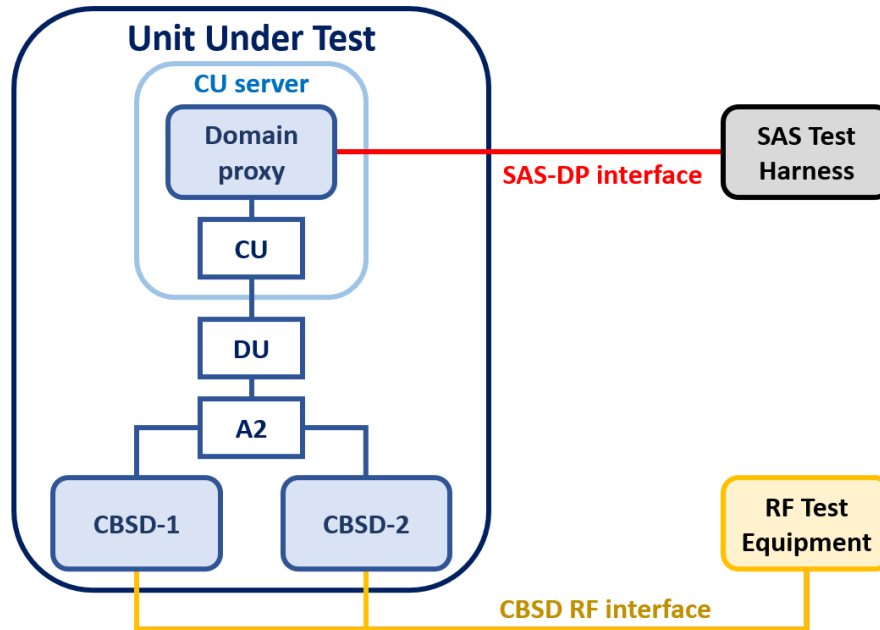 Unit Under Test
CU server
Domain
proxy
SAS Test
Harness
SAS-DP interface
CU
DU
A2
CBSD-1
CBSD-2
RF Test
Equipment
CBSD RF interface